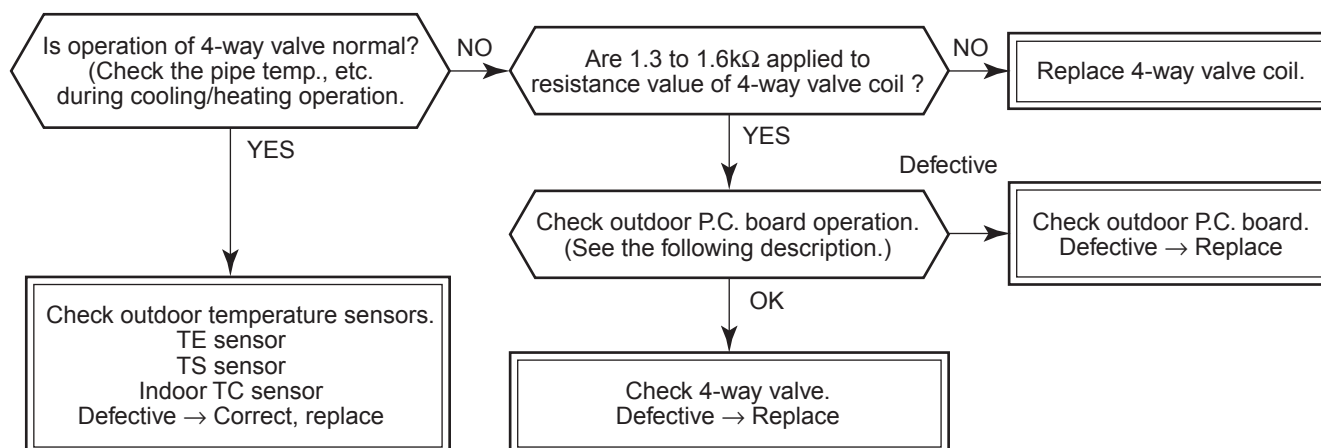 Is operation of 4-way valve normal?
(Check the pipe temp., etc.
during cooling/heating operation.
NO
Are 1.3 to 1.6kΩ applied to
resistance value of 4-way valve coil ?
NO
Replace 4-way valve coil.
YES
YES
Defective
Check outdoor P.C. board operation.
(See the following description.)
Check outdoor P.C. board.
Defective → Replace
OK
Check outdoor temperature sensors.
TE sensor
TS sensor
Indoor TC sensor
Defective → Correct, replace
Check 4-way valve.
Defective → Replace